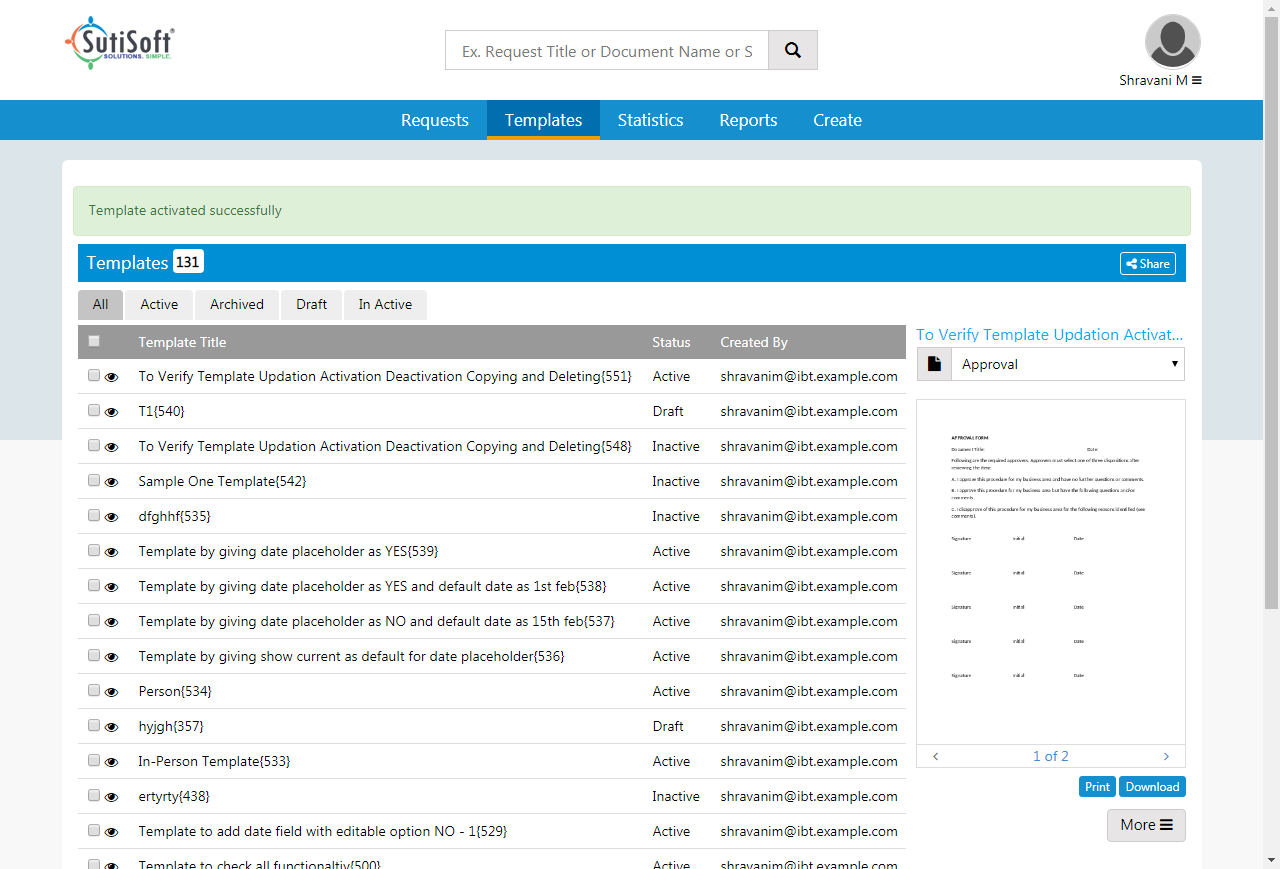 SutiSoft®
SOLUTIONS. SIMPLE.
Ex. Request Title or Document Name or S
Shravani M
Requests Templates Statistics Reports Create
Template activated successfully
Templates 131 Share
All Active Archived Draft In Active
Template Title Status Created By
To Verify Template Updation Activation Deactivation Copying and Deleting{551} Active shravanim@ibt.example.com
T1{540} Draft shravanim@ibt.example.com
To Verify Template Updation Activation Deactivation Copying and Deleting{548} Inactive shravanim@ibt.example.com
Sample One Template{542} Inactive shravanim@ibt.example.com
dfghhf{535} Inactive shravanim@ibt.example.com
Template by giving date placeholder as YES{539} Active shravanim@ibt.example.com
Template by giving date placeholder as YES and default date as 1st feb{538} Active shravanim@ibt.example.com
Template by giving date placeholder as NO and default date as 15th feb{537} Active shravanim@ibt.example.com
Template by giving show current as default for date placeholder{536} Active shravanim@ibt.example.com
Person{534} Active shravanim@ibt.example.com
hyjgh{357} Draft shravanim@ibt.example.com
In-Person Template{533} Active shravanim@ibt.example.com
ertyrty{438} Inactive shravanim@ibt.example.com
Template to add date field with editable option NO - 1{529} Active shravanim@ibt.example.com
Template to check all functionaltiy{500} Active shravanim@ibt.example.com
To Verify Template Updation Activat...
Approval
APPROVAL FORM
Document Title: Date:
Following are the required approvers. Approvers must select one of three dispositions after
reviewing the item:
A. I approve this procedure for my business area and have no further questions or comments.
B. I approve this procedure for my business area but have the following questions and/or
comments.
C. I disapprove of this procedure for my business area for the following reasons identified (see
comments).
Signature Initial Date
Signature Initial Date
Signature Initial Date
Signature Initial Date
Signature Initial Date
1 of 2
Print Download
More